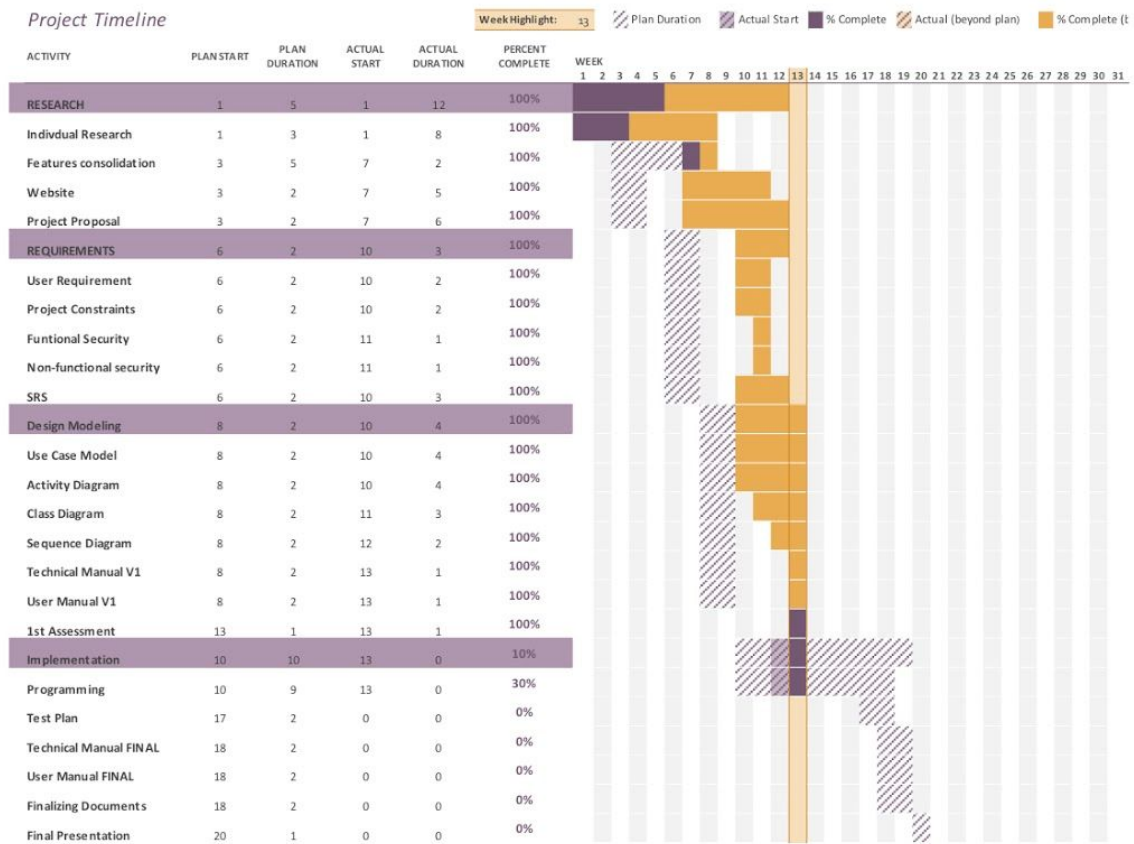 Project Timeline
Week Highlight: 13 Plan Duration Actual Start % Complete Actual (beyond plan) % Complete (b
ACTIVITY PLAN START PLAN DURATION ACTUAL START ACTUAL DURATION PERCENT COMPLETE WEEK
1 2 3 4 5 6 7 8 9 10 11 12 13 14 15 16 17 18 19 20 21 22 23 24 25 26 27 28 29 30 31
RESEARCH 1 5 1 12 100%
Indivdual Research 1 3 1 8 100%
Features consolidation 3 5 7 2 100%
Website 3 2 7 5 100%
Project Proposal 3 2 7 6 100%
REQUIREMENTS 6 2 10 3 100%
User Requirement 6 2 10 2 100%
Project Constraints 6 2 10 2 100%
Funtional Security 6 2 11 1 100%
Non-functional security 6 2 11 1 100%
SRS 6 2 10 3 100%
Design Modeling 8 2 10 4 100%
Use Case Model 8 2 10 4 100%
Activity Diagram 8 2 10 4 100%
Class Diagram 8 2 11 3 100%
Sequence Diagram 8 2 12 2 100%
Technical Manual V1 8 2 13 1 100%
User Manual V1 8 2 13 1 100%
1st Assessment 13 1 13 1 100%
Implementation 10 10 13 0 10%
Programming 10 9 13 0 30%
Test Plan 17 2 0 0 0%
Technical Manual FINAL 18 2 0 0 0%
User Manual FINAL 18 2 0 0 0%
Finalizing Documents 18 2 0 0 0%
Final Presentation 20 1 0 0 0%